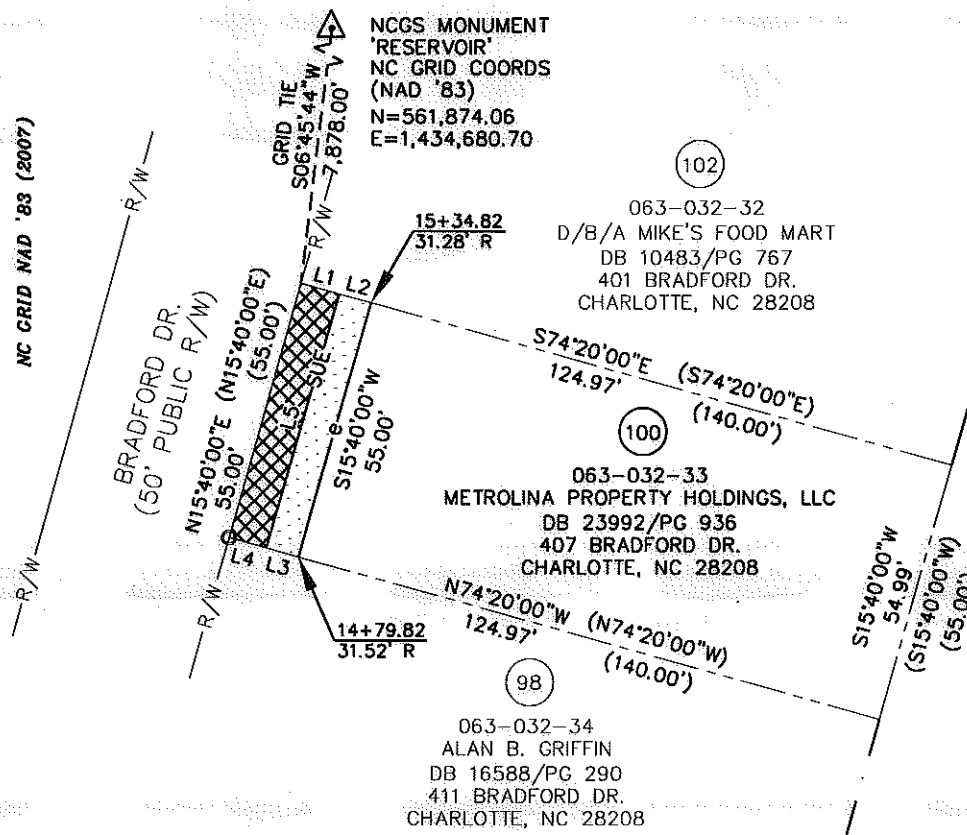 NCGS MONUMENT
'RESERVOIR'
NC GRID COORDS
(NAD '83)
N=561,874.06
E=1,434,680.70
GRID TIE
S06°45'44"W
7,878.00'
NC GRID NAD '83 (2007)
R/W
R/W
R/W
R/W
102
063-032-32
D/B/A MIKE'S FOOD MART
DB 10483/PG 767
401 BRADFORD DR.
CHARLOTTE, NC 28208
15+34.82
31.28' R
L1 L2
BRADFORD DR.
(50' PUBLIC R/W)
N15°40'00"E (N15°40'00"E)
55.00' (55.00')
L5 SUE
e
S15°40'00"W
55.00'
S74°20'00"E (S74°20'00"E)
124.97' (140.00')
100
063-032-33
METROLINA PROPERTY HOLDINGS, LLC
DB 23992/PG 936
407 BRADFORD DR.
CHARLOTTE, NC 28208
S15°40'00"W
54.99'
(S15°40'00"W)
(55.00')
L4 L3
N74°20'00"W (N74°20'00"W)
124.97' (140.00')
14+79.82
31.52' R
98
063-032-34
ALAN B. GRIFFIN
DB 16588/PG 290
411 BRADFORD DR.
CHARLOTTE, NC 28208